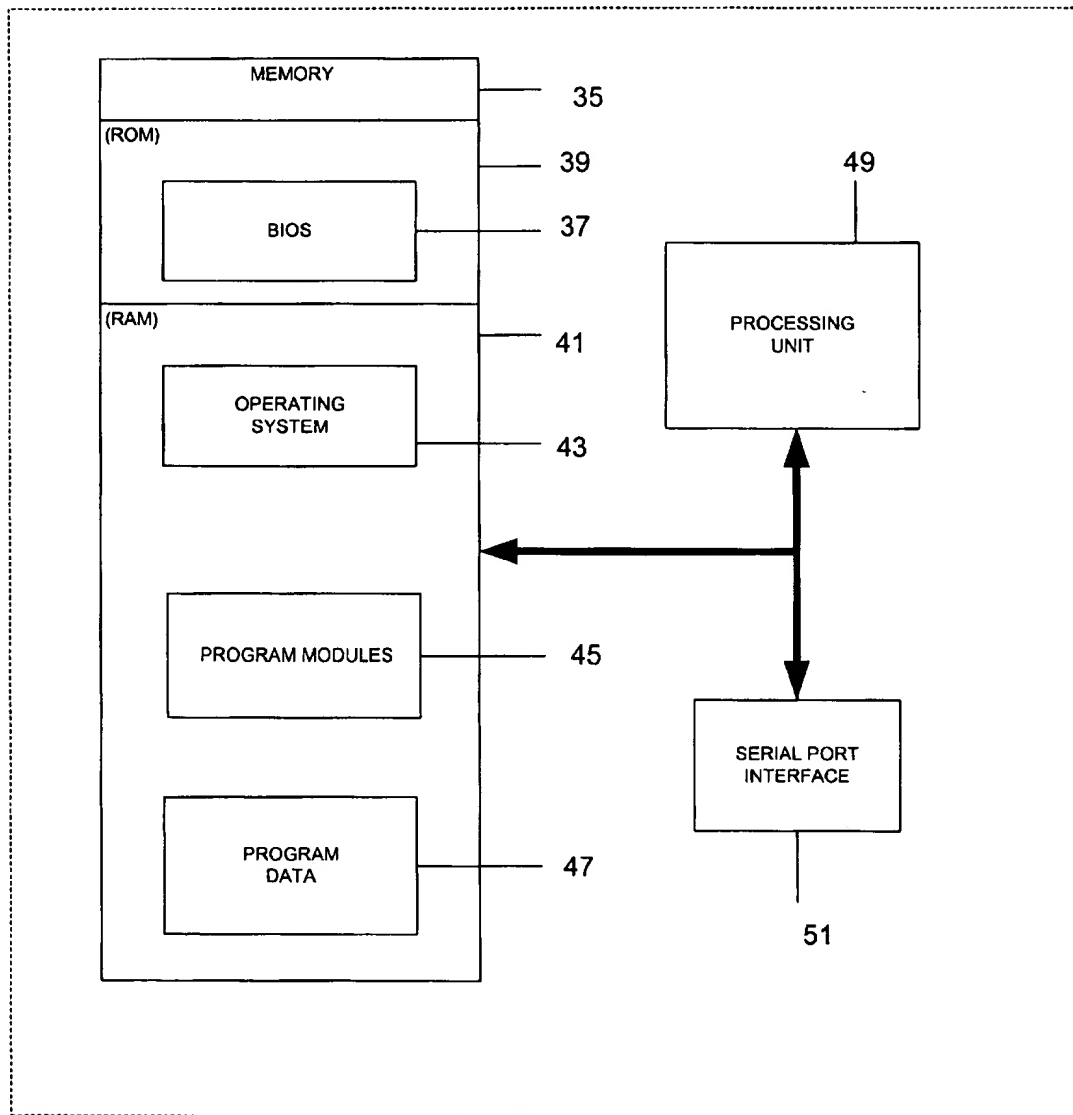 MEMORY
35
(ROM)
39
BIOS
37
(RAM)
41
OPERATING
SYSTEM
43
PROGRAM MODULES
45
PROGRAM
DATA
47
49
PROCESSING
UNIT
SERIAL PORT
INTERFACE
51